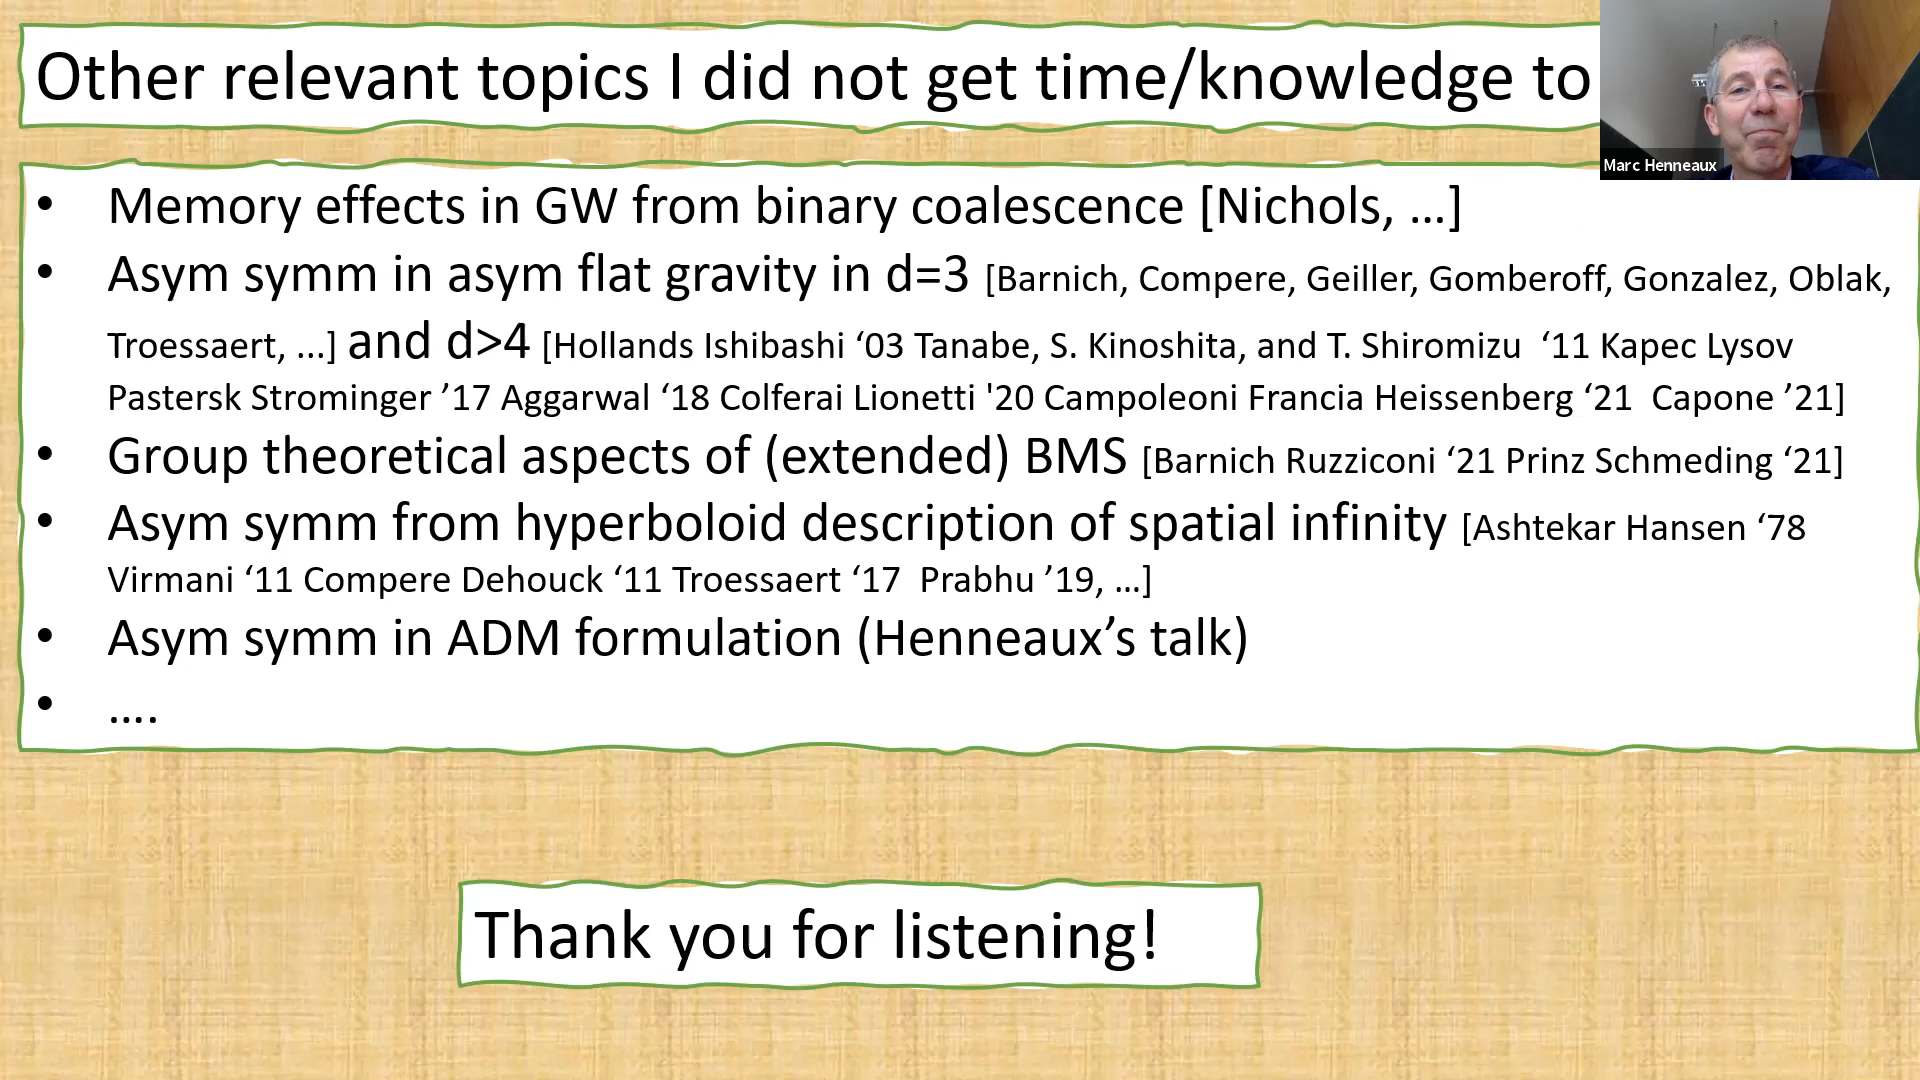 Other relevant topics I did not get time/knowledge to
Marc Henneaux
• Memory effects in GW from binary coalescence [Nichols, ...]
• Asym symm in asym flat gravity in d=3 [Barnich, Compere, Geiller, Gomberoff, Gonzalez, Oblak,
Troessaert, ...] and d>4 [Hollands Ishibashi ‘03 Tanabe, S. Kinoshita, and T. Shiromizu ‘11 Kapec Lysov
Pastersk Strominger ’17 Aggarwal ‘18 Colferai Lionetti '20 Campoleoni Francia Heissenberg ‘21 Capone ’21]
• Group theoretical aspects of (extended) BMS [Barnich Ruzziconi ‘21 Prinz Schmeding ‘21]
• Asym symm from hyperboloid description of spatial infinity [Ashtekar Hansen ‘78
Virmani ‘11 Compere Dehouck ‘11 Troessaert ‘17 Prabhu ’19, ...]
• Asym symm in ADM formulation (Henneaux’s talk)
• ....
Thank you for listening!